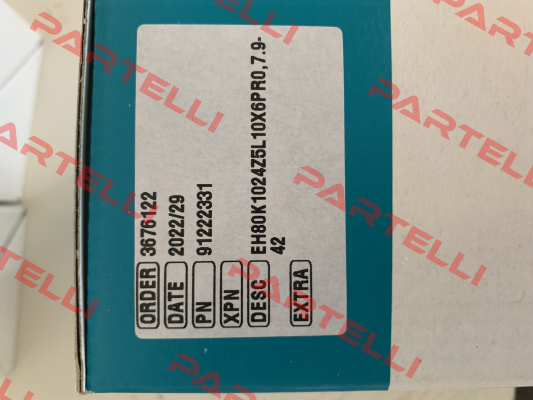 ORDER 3676122
DATE 2022/29
PN 91222331
XPN
DESC EH80K1024Z5L10X6PR0,7.9-
42
EXTRA
PARTELLI
PARTELLI
PARTELLI
PARTELLI
PARTELLI
PARTELLI